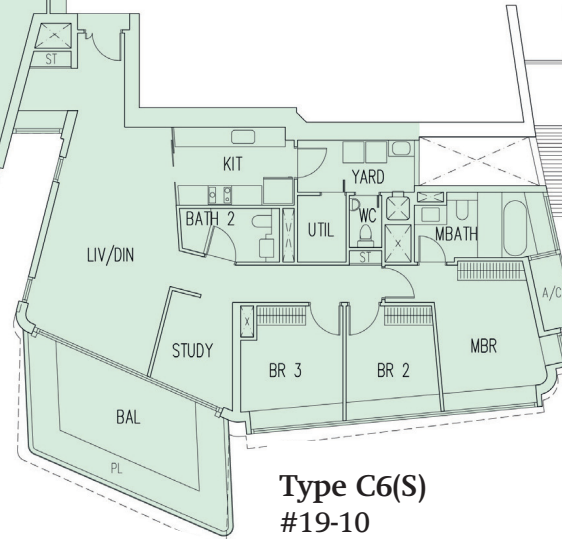 ST
KIT
YARD
BATH 2
UTIL
WC
MBATH
LIV/DIN
ST
A/C
STUDY
BR 3
BR 2
MBR
BAL
PL
Type C6(S)
#19-10